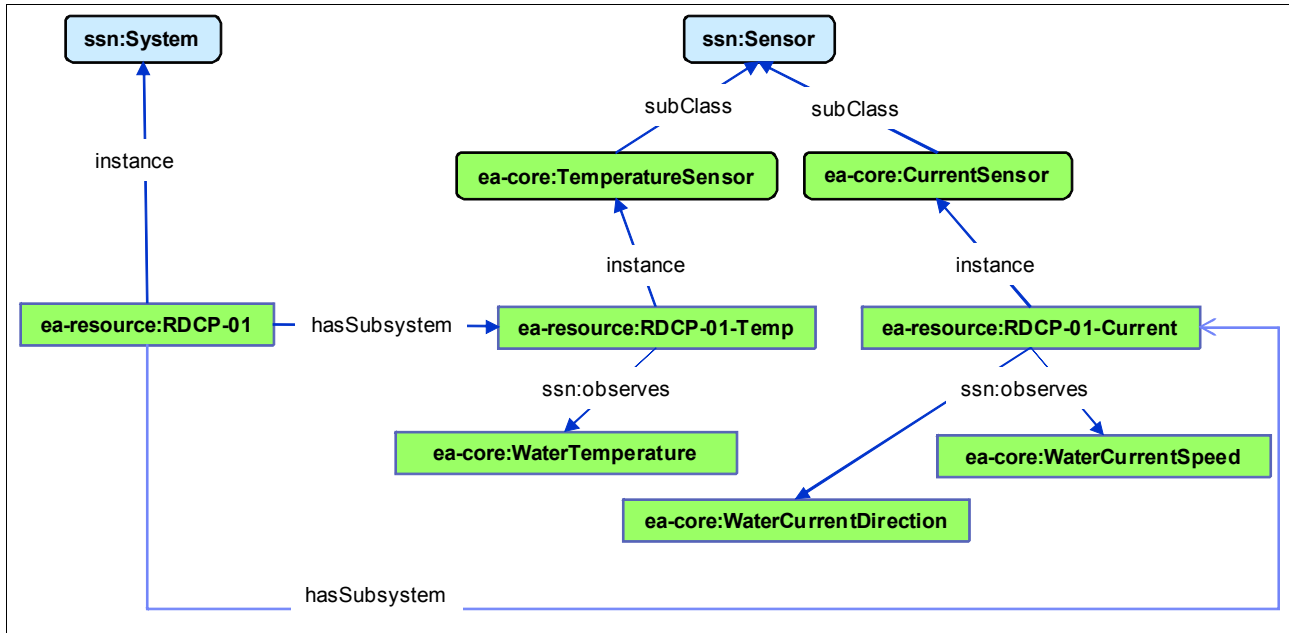 ssn:System
ssn:Sensor
subClass
subClass
instance
ea-core:TemperatureSensor
ea-core:CurrentSensor
instance
instance
ea-resource:RDCP-01
hasSubsystem
ea-resource:RDCP-01-Temp
ea-resource:RDCP-01-Current
ssn:observes
ssn:observes
ea-core:WaterTemperature
ea-core:WaterCurrentSpeed
ea-core:WaterCurrentDirection
hasSubsystem